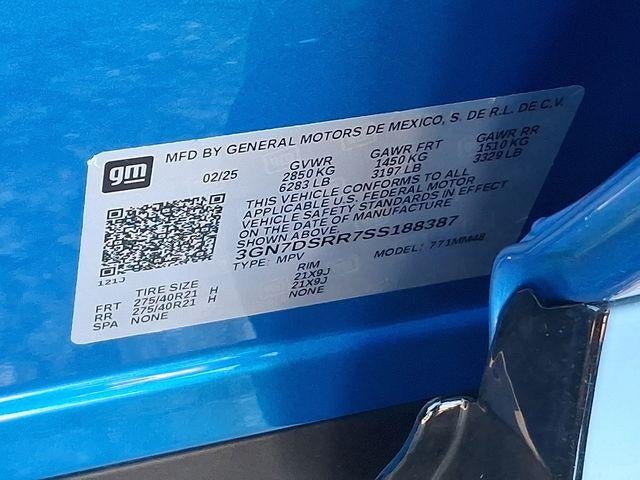 gm
MFD BY GENERAL MOTORS DE MEXICO, S. DE R.L. DE C.V.
02/25 GVWR GAWR FRT GAWR RR
2850 KG 1450 KG 1510 KG
6283 LB 3197 LB 3329 LB
THIS VEHICLE CONFORMS TO ALL
APPLICABLE U.S. FEDERAL MOTOR
VEHICLE SAFETY STANDARDS IN EFFECT
ON THE DATE OF MANUFACTURE
SHOWN ABOVE.
3GN7DSRR7SS188387
TYPE: MPV MODEL: 771MM48
121J
TIRE SIZE RIM
FRT 275/40R21 H 21X9J
RR 275/40R21 H 21X9J
SPA NONE NONE